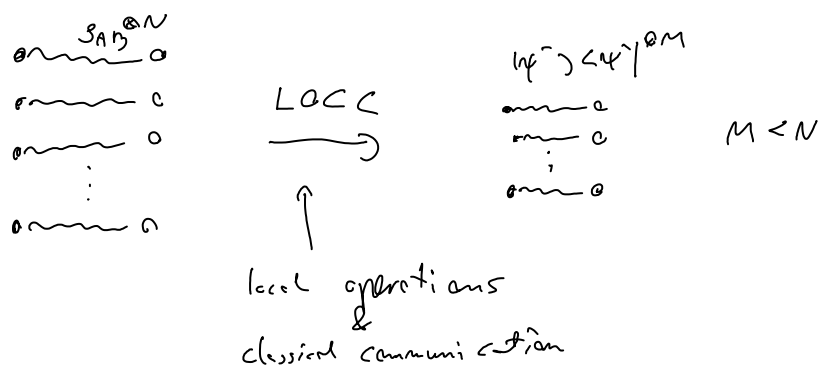 ρ_AB^⊗N
LOCC
|ψ⁻⟩⟨ψ⁻|^⊗M
M < N
local operations
&
classical communication